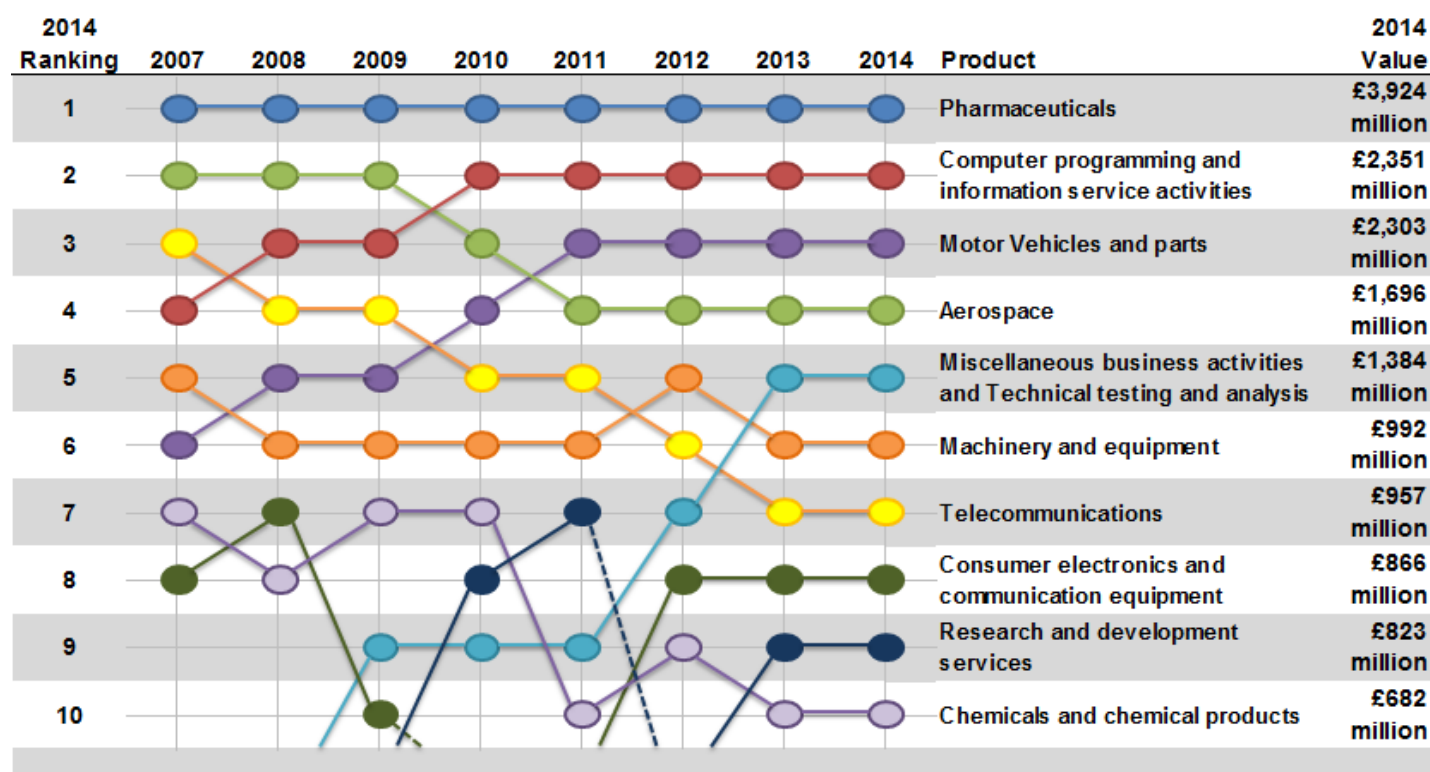 2014 2014
Ranking 2007 2008 2009 2010 2011 2012 2013 2014 Product Value
1 Pharmaceuticals £3,924 million
2 Computer programming and £2,351
information service activities million
3 Motor Vehicles and parts £2,303 million
4 Aerospace £1,696 million
5 Miscellaneous business activities £1,384
and Technical testing and analysis million
6 Machinery and equipment £992 million
7 Telecommunications £957 million
8 Consumer electronics and £866
communication equipment million
9 Research and development £823
services million
10 Chemicals and chemical products £682 million